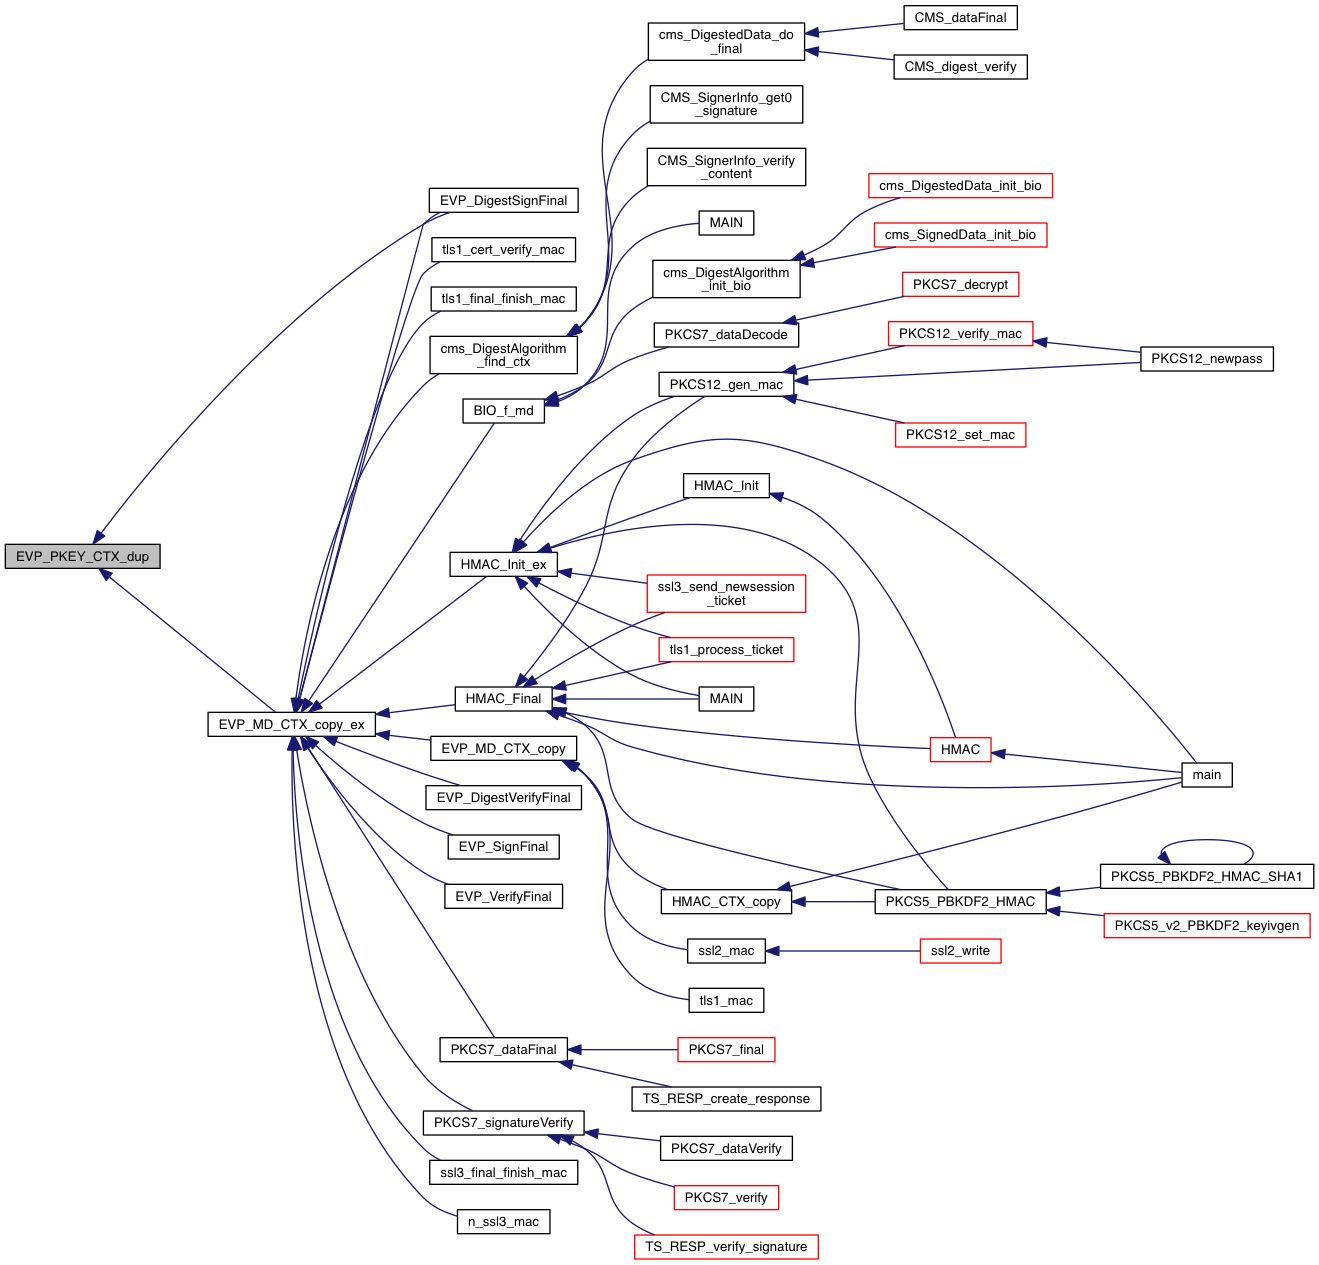 EVP_PKEY_CTX_dup
EVP_DigestSignFinal
tls1_cert_verify_mac
tls1_final_finish_mac
cms_DigestAlgorithm
_find_ctx
BIO_f_md
HMAC_Init_ex
HMAC_Final
EVP_MD_CTX_copy_ex
EVP_MD_CTX_copy
EVP_DigestVerifyFinal
EVP_SignFinal
EVP_VerifyFinal
PKCS7_dataFinal
PKCS7_signatureVerify
ssl3_final_finish_mac
n_ssl3_mac
cms_DigestedData_do
_final
CMS_SignerInfo_get0
_signature
CMS_SignerInfo_verify
_content
MAIN
cms_DigestAlgorithm
_init_bio
PKCS7_dataDecode
PKCS12_gen_mac
HMAC_Init
ssl3_send_newsession
_ticket
tls1_process_ticket
MAIN
HMAC_CTX_copy
ssl2_mac
tls1_mac
PKCS7_final
TS_RESP_create_response
PKCS7_dataVerify
PKCS7_verify
TS_RESP_verify_signature
CMS_dataFinal
CMS_digest_verify
cms_DigestedData_init_bio
cms_SignedData_init_bio
PKCS7_decrypt
PKCS12_verify_mac
PKCS12_set_mac
HMAC
PKCS5_PBKDF2_HMAC
ssl2_write
PKCS12_newpass
main
PKCS5_PBKDF2_HMAC_SHA1
PKCS5_v2_PBKDF2_keyivgen